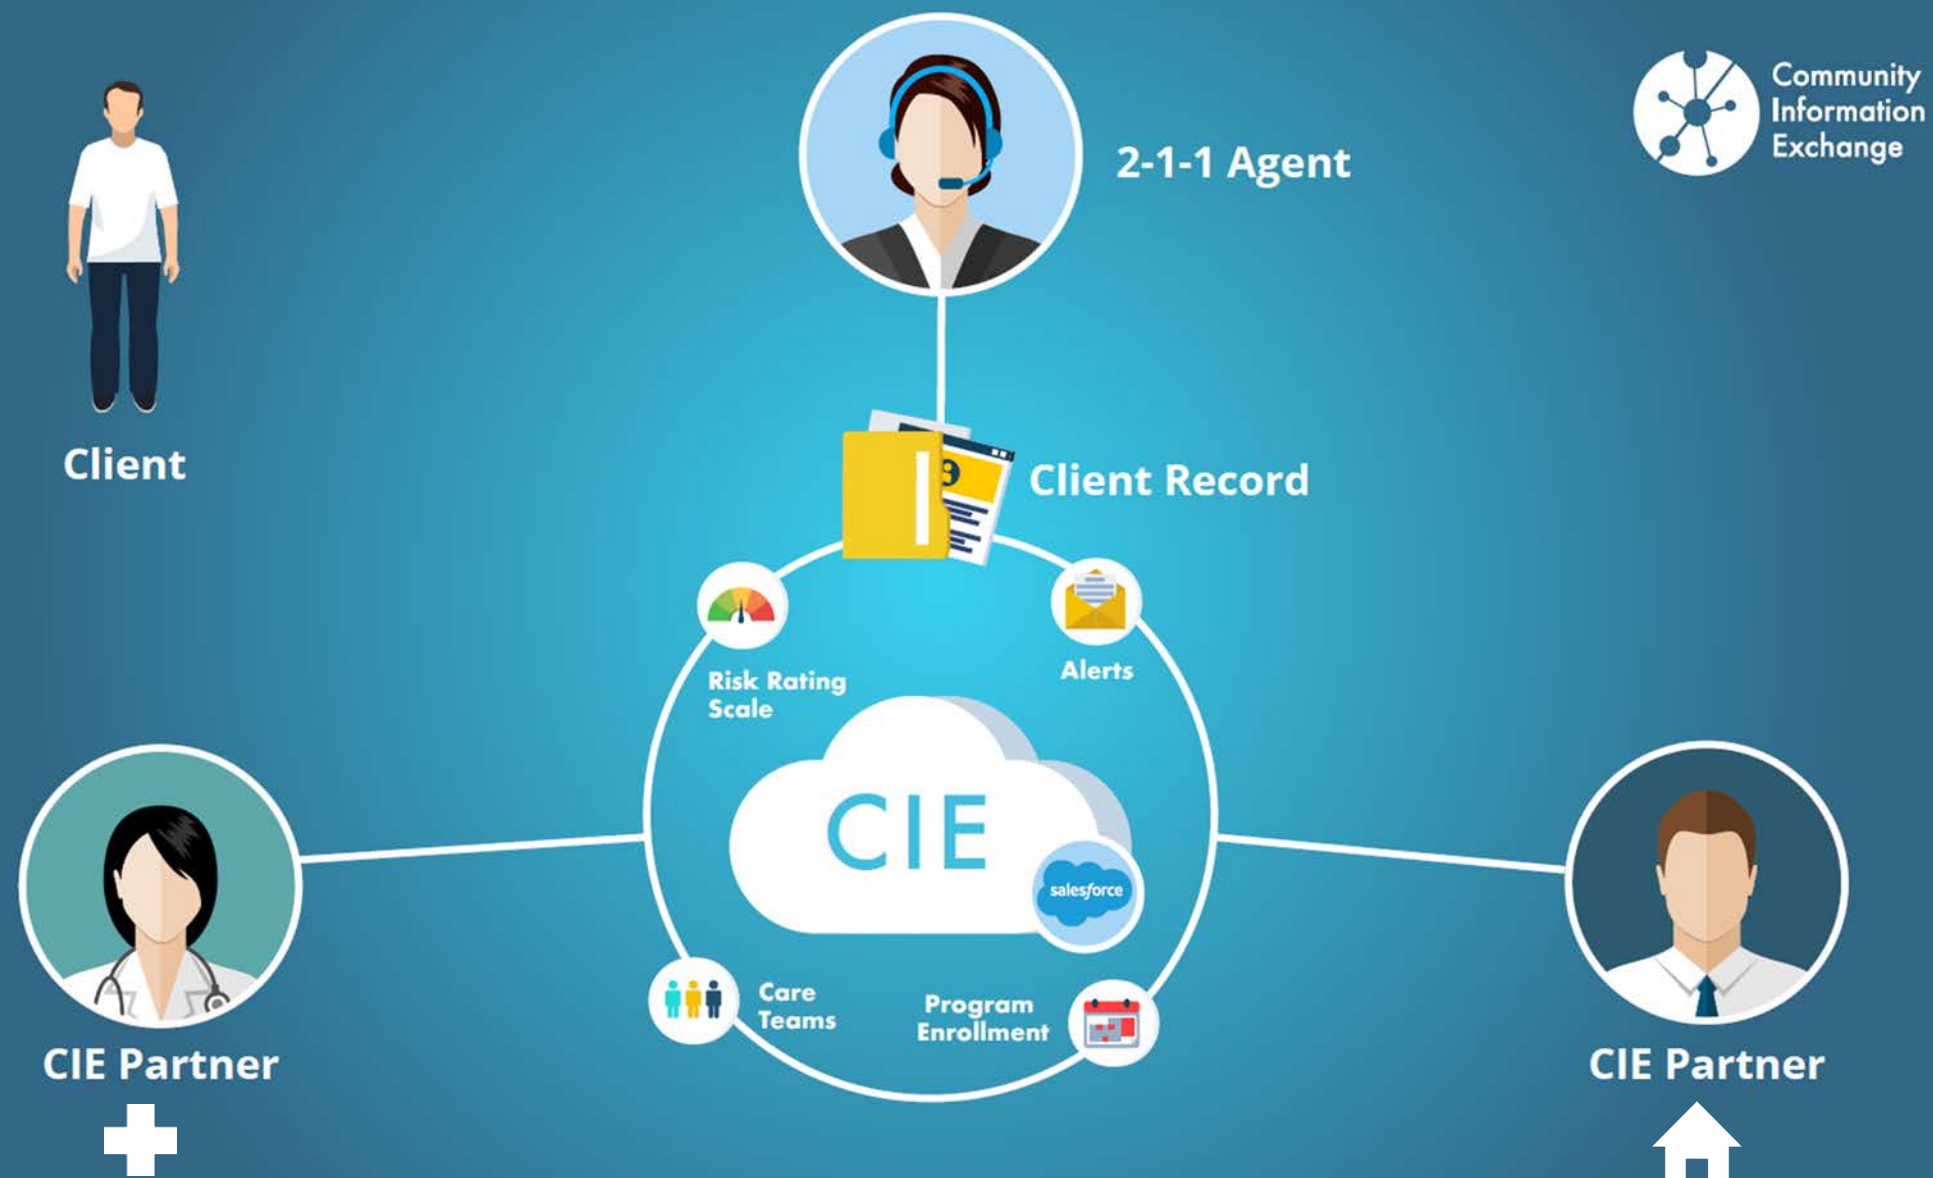 Community
Information
Exchange
2-1-1 Agent
Client
Client Record
Risk Rating
Scale
Alerts
CIE
salesforce
Care
Teams
Program
Enrollment
CIE Partner
CIE Partner